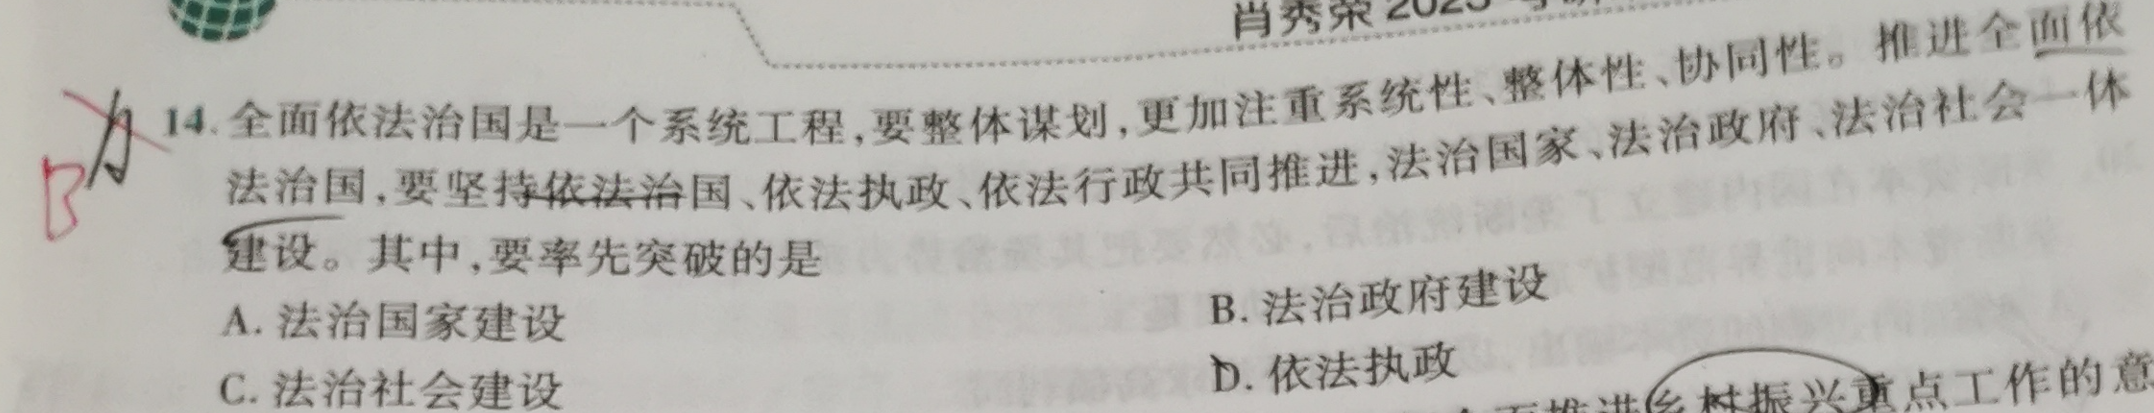 肖秀荣 2025 考研
14. 全面依法治国是一个系统工程,要整体谋划,更加注重系统性、整体性、协同性。推进全面依
法治国,要坚持依法治国、依法执政、依法行政共同推进,法治国家、法治政府、法治社会一体
建设。其中,要率先突破的是
B
A. 法治国家建设
B. 法治政府建设
C. 法治社会建设
D. 依法执政
全面推进乡村振兴重点工作的意